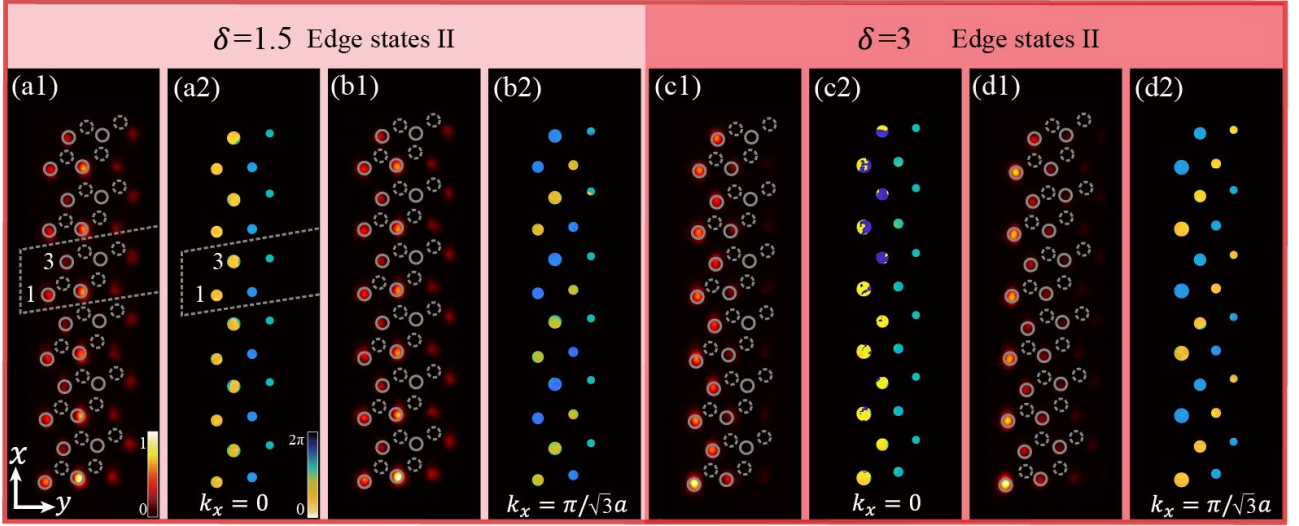 δ=1.5 Edge states II
δ=3 Edge states II
(a1)
(a2)
(b1)
(b2)
(c1)
(c2)
(d1)
(d2)
3
1
3
1
x
y
1
0
2π
0
k_x = 0
k_x = π/√3a
k_x = 0
k_x = π/√3a